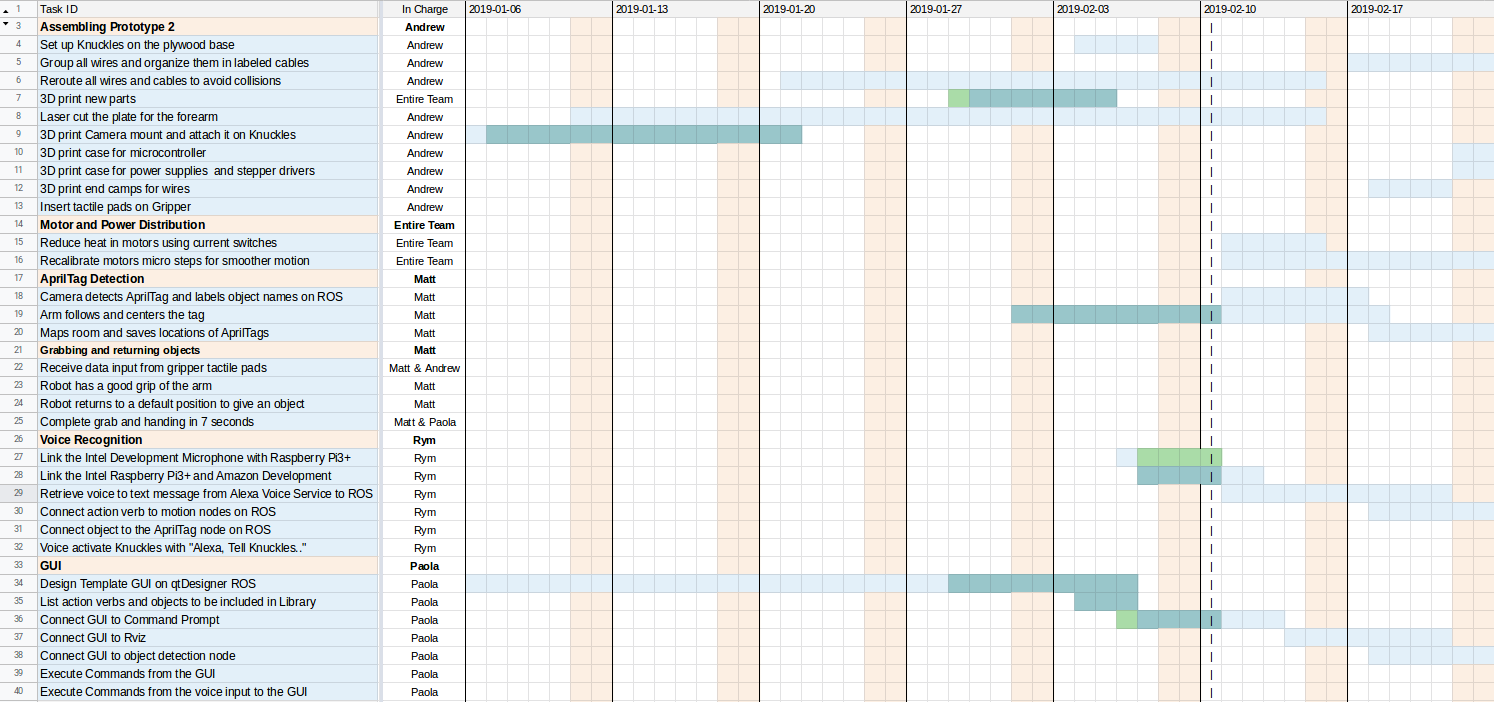 1 Task ID In Charge 2019-01-06 2019-01-13 2019-01-20 2019-01-27 2019-02-03 2019-02-10 2019-02-17
3 Assembling Prototype 2 Andrew |
4 Set up Knuckles on the plywood base Andrew |
5 Group all wires and organize them in labeled cables Andrew |
6 Reroute all wires and cables to avoid collisions Andrew |
7 3D print new parts Entire Team |
8 Laser cut the plate for the forearm Andrew |
9 3D print Camera mount and attach it on Knuckles Andrew |
10 3D print case for microcontroller Andrew |
11 3D print case for power supplies and stepper drivers Andrew |
12 3D print end camps for wires Andrew |
13 Insert tactile pads on Gripper Andrew |
14 Motor and Power Distribution Entire Team |
15 Reduce heat in motors using current switches Entire Team |
16 Recalibrate motors micro steps for smoother motion Entire Team |
17 AprilTag Detection Matt |
18 Camera detects AprilTag and labels object names on ROS Matt |
19 Arm follows and centers the tag Matt |
20 Maps room and saves locations of AprilTags Matt |
21 Grabbing and returning objects Matt |
22 Receive data input from gripper tactile pads Matt & Andrew |
23 Robot has a good grip of the arm Matt |
24 Robot returns to a default position to give an object Matt |
25 Complete grab and handing in 7 seconds Matt & Paola |
26 Voice Recognition Rym |
27 Link the Intel Development Microphone with Raspberry Pi3+ Rym |
28 Link the Intel Raspberry Pi3+ and Amazon Development Rym |
29 Retrieve voice to text message from Alexa Voice Service to ROS Rym |
30 Connect action verb to motion nodes on ROS Rym |
31 Connect object to the AprilTag node on ROS Rym |
32 Voice activate Knuckles with "Alexa, Tell Knuckles.." Rym |
33 GUI Paola |
34 Design Template GUI on qtDesigner ROS Paola |
35 List action verbs and objects to be included in Library Paola |
36 Connect GUI to Command Prompt Paola |
37 Connect GUI to Rviz Paola |
38 Connect GUI to object detection node Paola |
39 Execute Commands from the GUI Paola |
40 Execute Commands from the voice input to the GUI Paola |